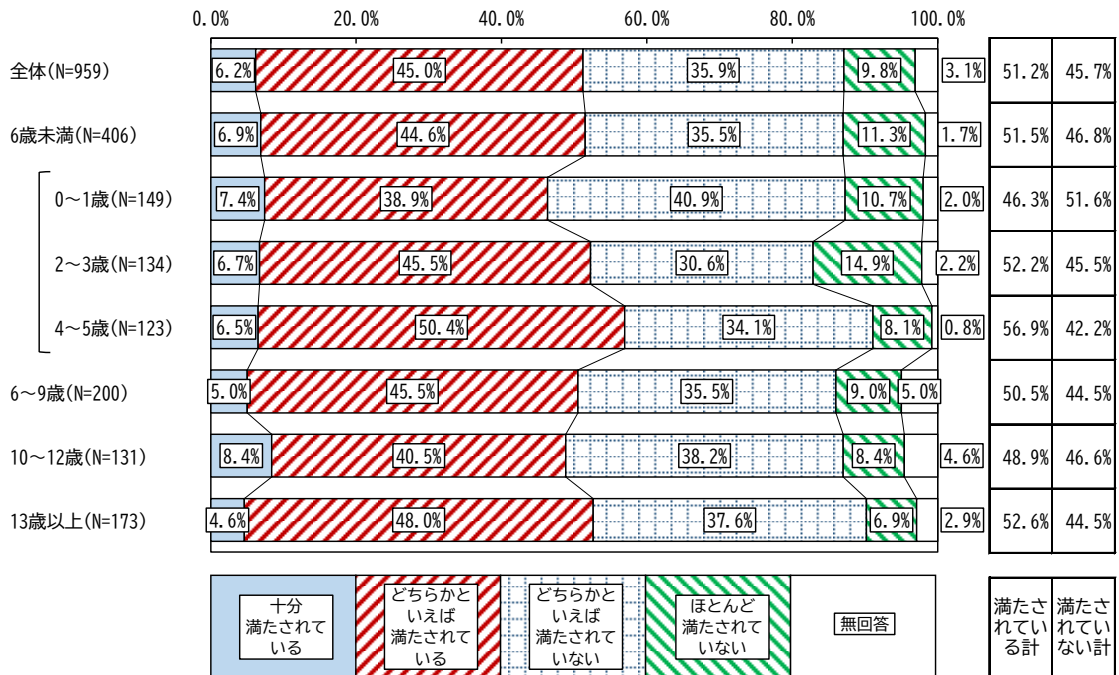 0.0% 20.0% 40.0% 60.0% 80.0% 100.0%
全体(N=959) 6.2% 45.0% 35.9% 9.8% 3.1% 51.2% 45.7%
6歳未満(N=406) 6.9% 44.6% 35.5% 11.3% 1.7% 51.5% 46.8%
0～1歳(N=149) 7.4% 38.9% 40.9% 10.7% 2.0% 46.3% 51.6%
2～3歳(N=134) 6.7% 45.5% 30.6% 14.9% 2.2% 52.2% 45.5%
4～5歳(N=123) 6.5% 50.4% 34.1% 8.1% 0.8% 56.9% 42.2%
6～9歳(N=200) 5.0% 45.5% 35.5% 9.0% 5.0% 50.5% 44.5%
10～12歳(N=131) 8.4% 40.5% 38.2% 8.4% 4.6% 48.9% 46.6%
13歳以上(N=173) 4.6% 48.0% 37.6% 6.9% 2.9% 52.6% 44.5%
十分
満たされて
いる
どちらかと
いえば
満たされて
いる
どちらかと
いえば
満たされて
いない
ほとんど
満たされて
いない
無回答
満たさ
れてい
る計
満たさ
れてい
ない計